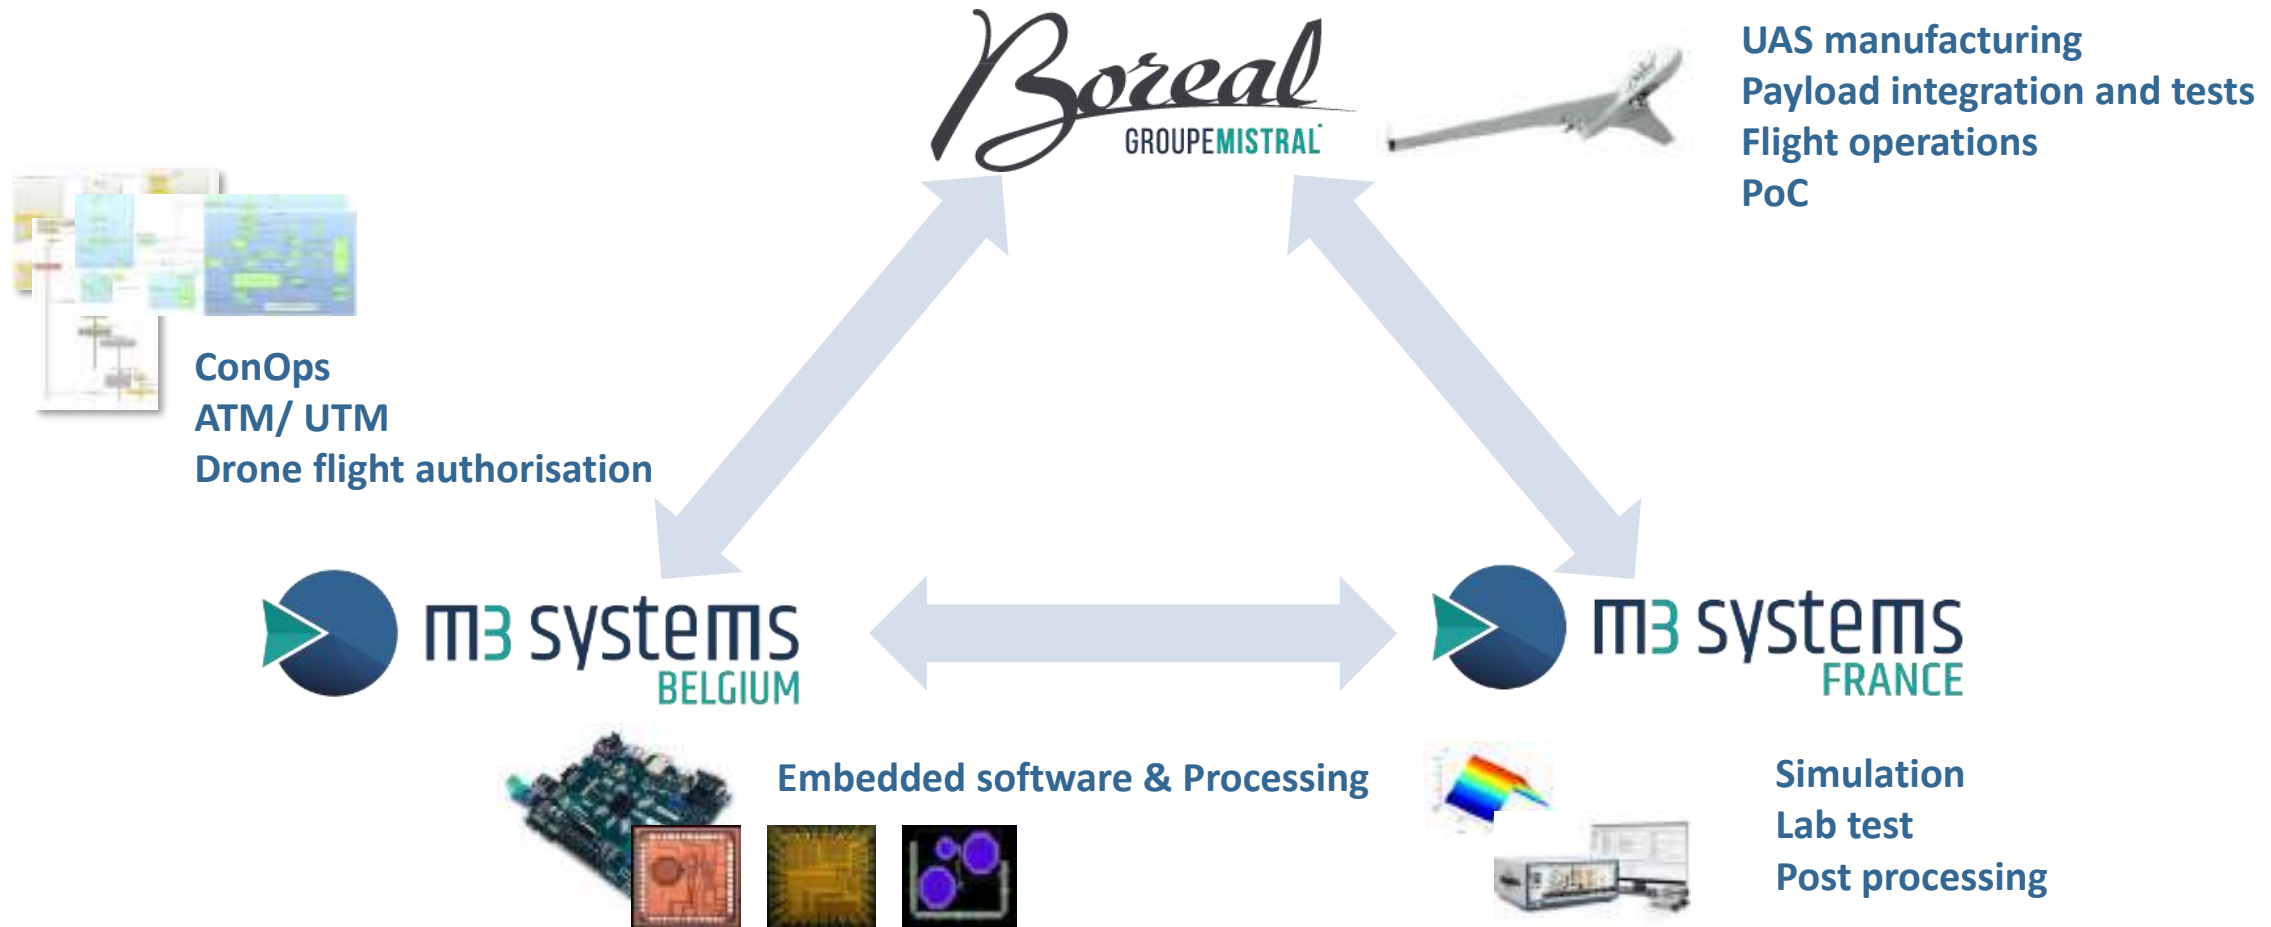 Boreal
GROUPEMISTRAL
UAS manufacturing
Payload integration and tests
Flight operations
PoC
ConOps
ATM/ UTM
Drone flight authorisation
m3 systems
BELGIUM
m3 systems
FRANCE
Embedded software & Processing
Simulation
Lab test
Post processing